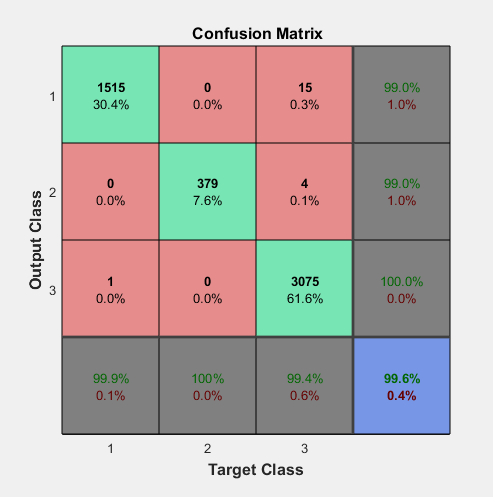 Confusion Matrix
1515 0 15 99.0%
30.4% 0.0% 0.3% 1.0%
1
0 379 4 99.0%
0.0% 7.6% 0.1% 1.0%
2
1 0 3075 100.0%
0.0% 0.0% 61.6% 0.0%
3
99.9% 100% 99.4% 99.6%
0.1% 0.0% 0.6% 0.4%
1 2 3
Output Class
Target Class